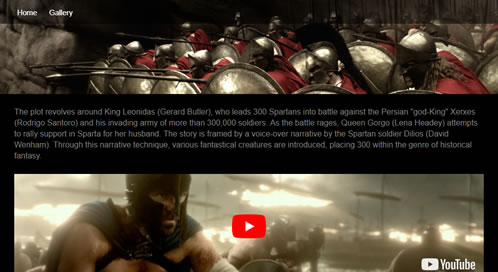 Home Gallery
The plot revolves around King Leonidas (Gerard Butler), who leads 300 Spartans into battle against the Persian "god-King" Xerxes
(Rodrigo Santoro) and his invading army of more than 300,000 soldiers. As the battle rages, Queen Gorgo (Lena Headey) attempts
to rally support in Sparta for her husband. The story is framed by a voice-over narrative by the Spartan soldier Dilios (David
Wenham). Through this narrative technique, various fantastical creatures are introduced, placing 300 within the genre of historical
fantasy.
YouTube